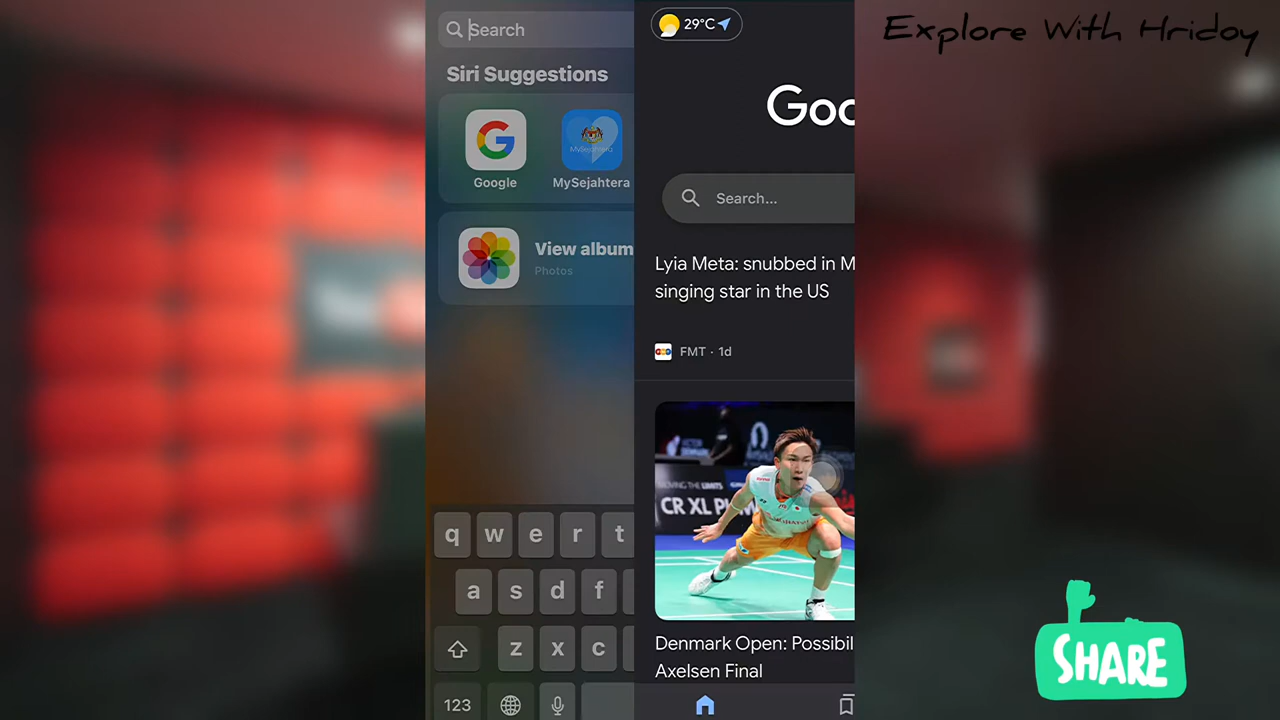 Explore With Hridoy
Search
Siri Suggestions
Google
MySejahtera
View album
Photos
q w e r t
a s d f
z x c
123
29°C
Goo
Search...
Lyia Meta: snubbed in M
singing star in the US
FMT · 1d
CR XL
Denmark Open: Possibil
Axelsen Final
SHARE